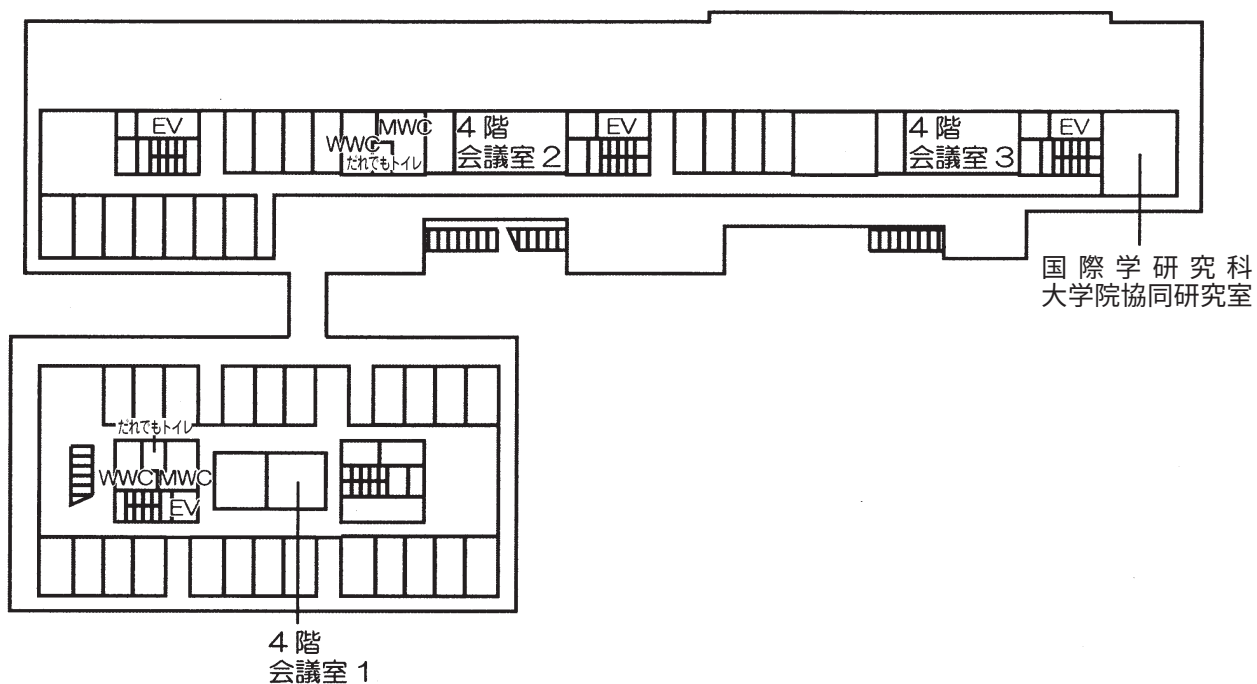 EV
MWC
WWC
だれでもトイレ
4階
会議室2
EV
4階
会議室3
EV
国際学研究科
大学院協同研究室
だれでもトイレ
WWC
MWC
EV
4階
会議室1